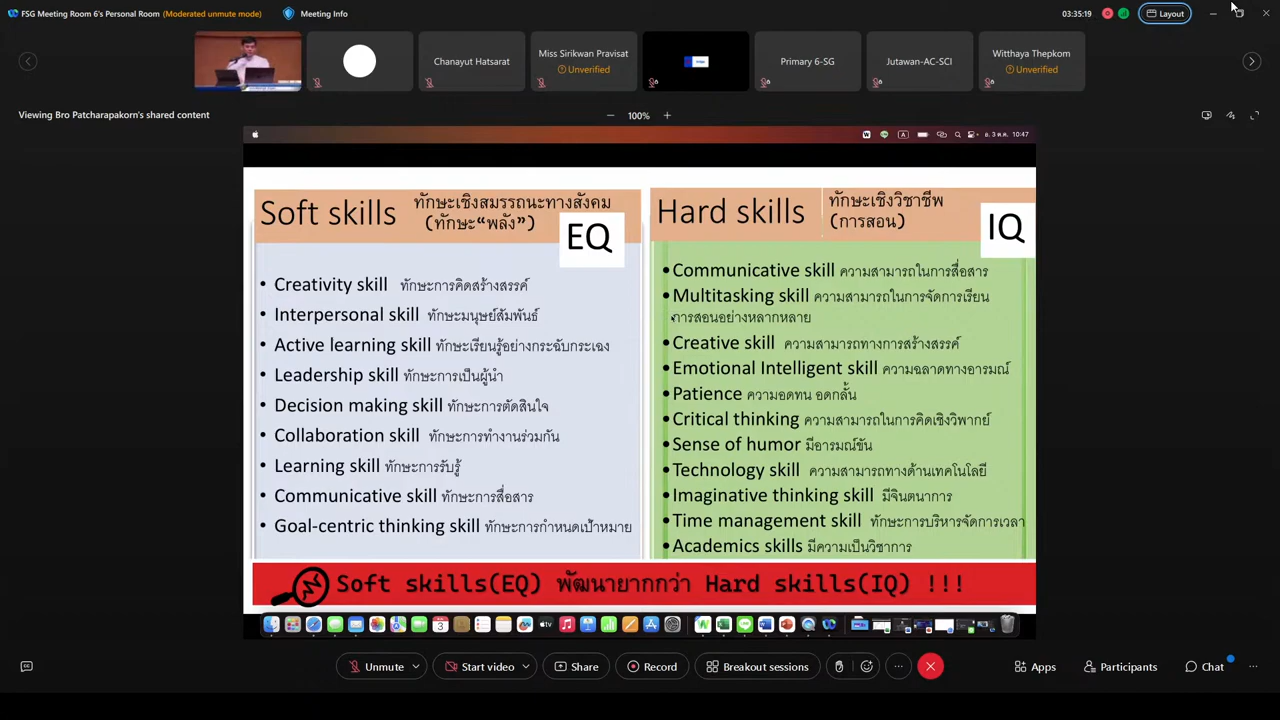 FSG Meeting Room 6's Personal Room (Moderated unmute mode)
Meeting Info
03:35:19
Layout
Chanayut Hatsarat
Miss Sirikwan Pravisat
Unverified
Primary 6-SG
Jutawan-AC-SCI
Witthaya Thepkom
Unverified
Viewing Bro Patcharapakorn's shared content
100%
อ. 3 ต.ค. 10:47
Soft skills
ทักษะเชิงสมรรถนะทางสังคม
(ทักษะ“พลัง”)
EQ
• Creativity skill ทักษะการคิดสร้างสรรค์
• Interpersonal skill ทักษะมนุษย์สัมพันธ์
• Active learning skill ทักษะเรียนรู้อย่างกระฉับกระเฉง
• Leadership skill ทักษะการเป็นผู้นำ
• Decision making skill ทักษะการตัดสินใจ
• Collaboration skill ทักษะการทำงานร่วมกัน
• Learning skill ทักษะการรับรู้
• Communicative skill ทักษะการสื่อสาร
• Goal-centric thinking skill ทักษะการกำหนดเป้าหมาย
Hard skills
ทักษะเชิงวิชาชีพ
(การสอน)
IQ
•Communicative skill ความสามารถในการสื่อสาร
•Multitasking skill ความสามารถในการจัดการเรียน
การสอนอย่างหลากหลาย
•Creative skill ความสามารถทางการสร้างสรรค์
•Emotional Intelligent skill ความฉลาดทางอารมณ์
•Patience ความอดทน อดกลั้น
•Critical thinking ความสามารถในการคิดเชิงวิพากย์
•Sense of humor มีอารมณ์ขัน
•Technology skill ความสามารถทางด้านเทคโนโลยี
•Imaginative thinking skill มีจินตนาการ
•Time management skill ทักษะการบริหารจัดการเวลา
•Academics skills มีความเป็นวิชาการ
Soft skills(EQ) พัฒนายากกว่า Hard skills(IQ) !!!
Unmute
Start video
Share
Record
Breakout sessions
Apps
Participants
Chat